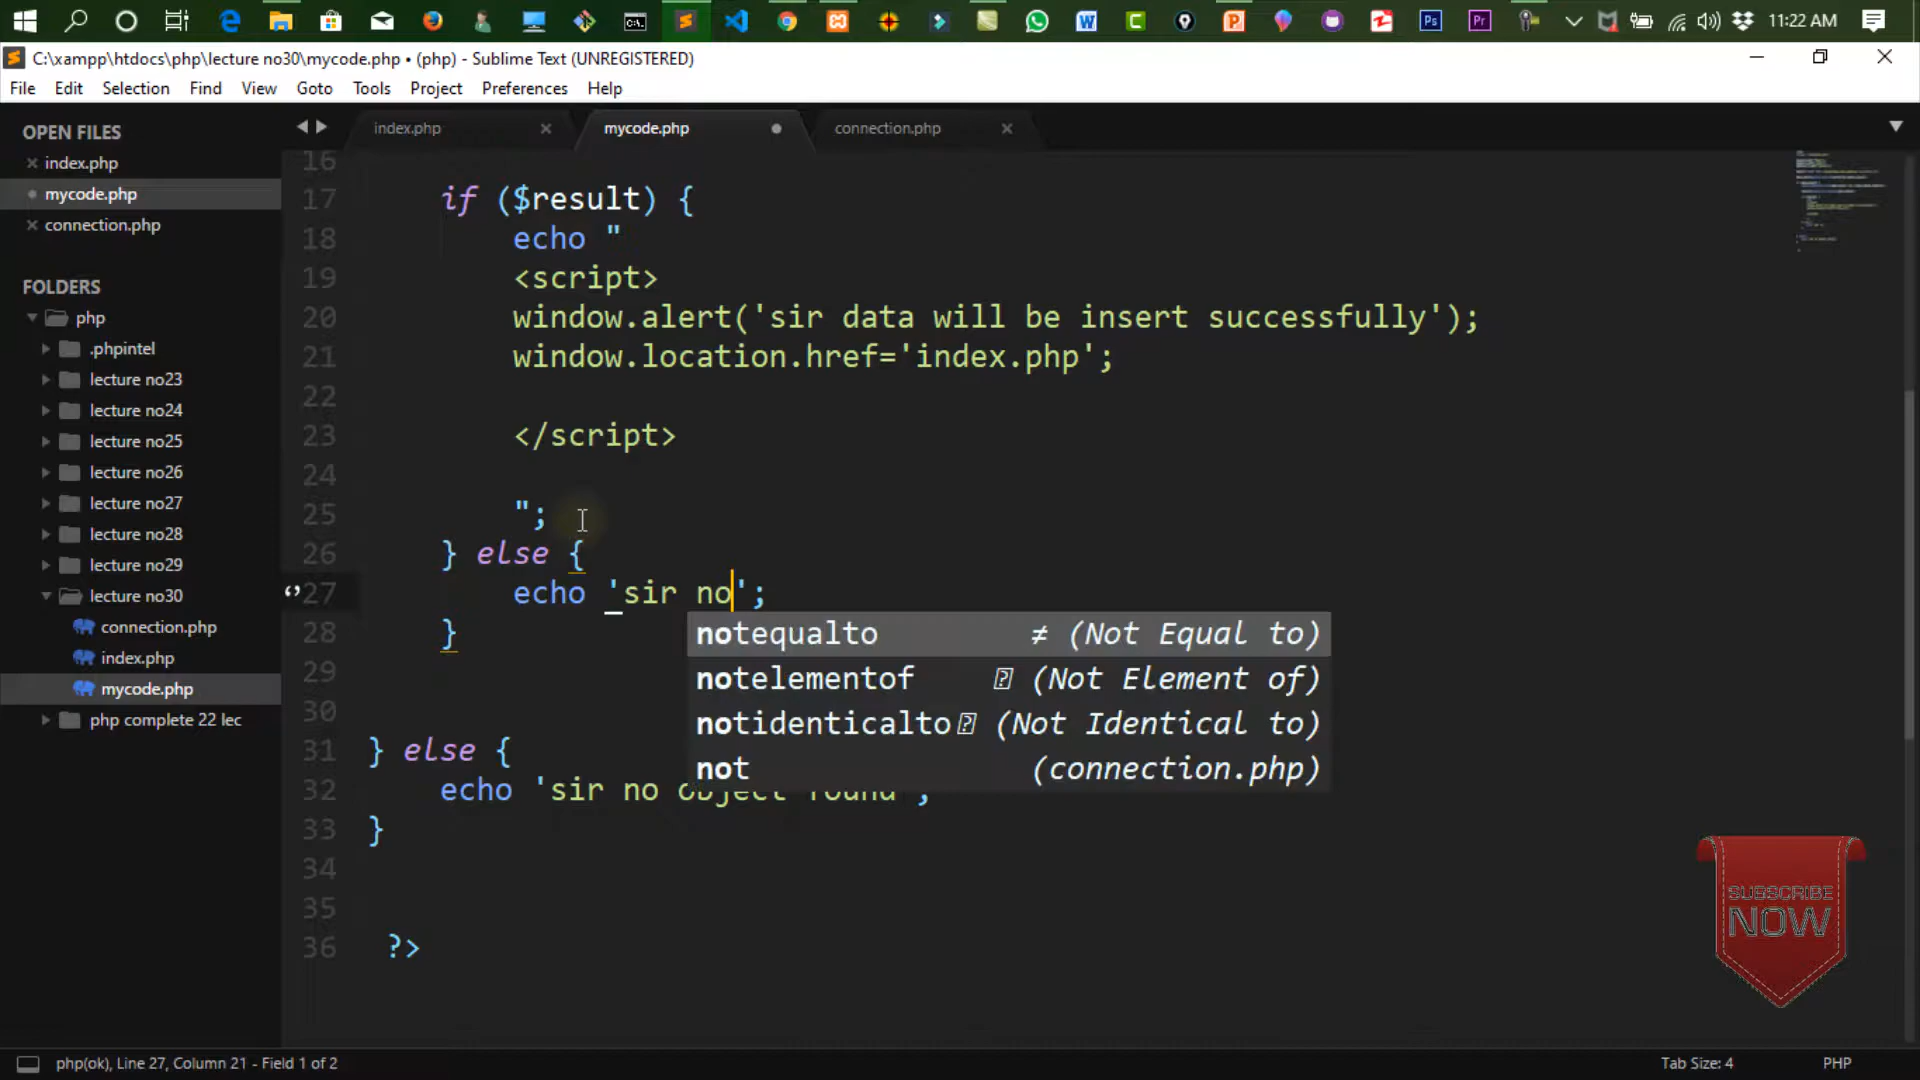 11:22 AM
C:\xampp\htdocs\php\lecture no30\mycode.php • (php) - Sublime Text (UNREGISTERED)
File Edit Selection Find View Goto Tools Project Preferences Help
OPEN FILES
index.php
mycode.php
connection.php
FOLDERS
php
.phpintel
lecture no23
lecture no24
lecture no25
lecture no26
lecture no27
lecture no28
lecture no29
lecture no30
connection.php
index.php
mycode.php
php complete 22 lec
index.php mycode.php connection.php
16
17 if ($result) {
18 echo "
19 <script>
20 window.alert('sir data will be insert successfully');
21 window.location.href='index.php';
22
23 </script>
24
25 ";
26 } else {
27 echo 'sir no';
28 }
29
30
31 } else {
32 echo 'sir no object found';
33 }
34
35
36 ?>
notequalto ≠ (Not Equal to)
notelementof (Not Element of)
notidenticalto (Not Identical to)
not (connection.php)
SUBSCRIBE
NOW
php(ok), Line 27, Column 21 - Field 1 of 2
Tab Size: 4 PHP